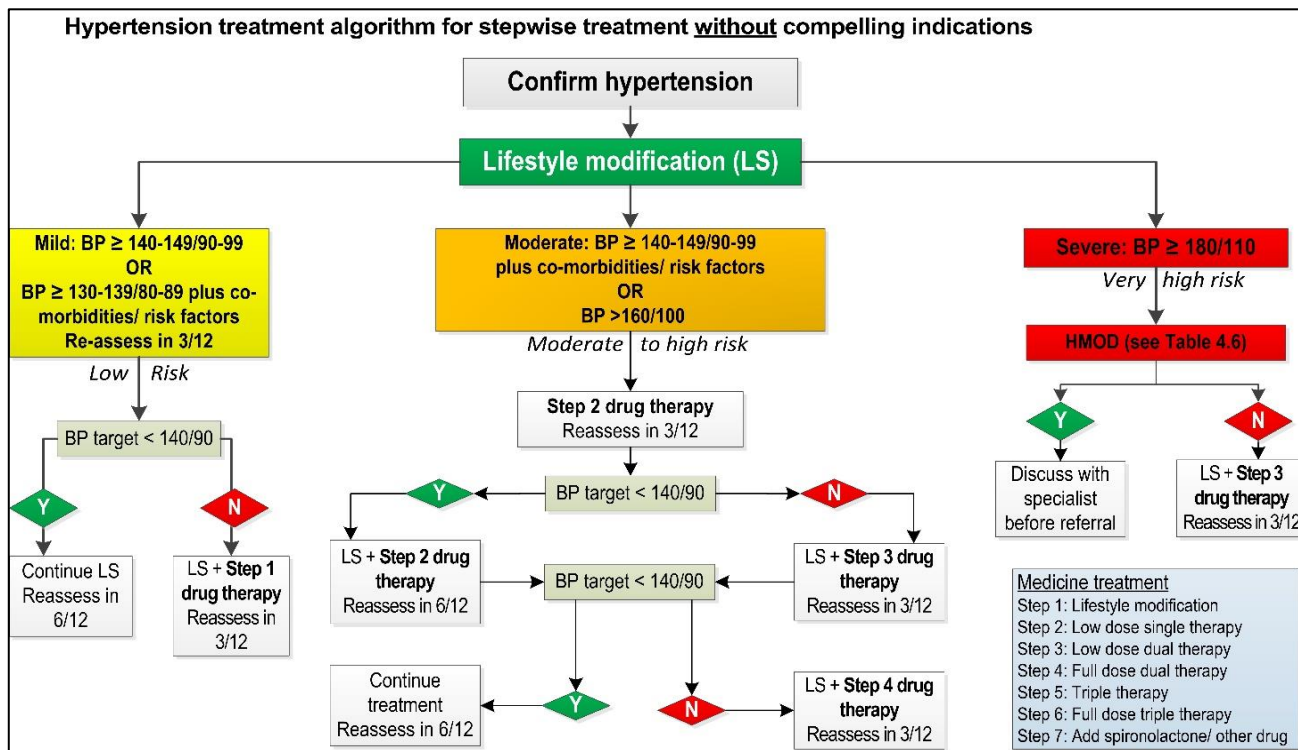 Hypertension treatment algorithm for stepwise treatment without compelling indications
Confirm hypertension
Lifestyle modification (LS)
Mild: BP ≥ 140-149/90-99
OR
BP ≥ 130-139/80-89 plus co-
morbidities/ risk factors
Re-assess in 3/12
Low Risk
BP target < 140/90
Y
N
Continue LS
Reassess in
6/12
LS + Step 1
drug therapy
Reassess in
3/12
Moderate: BP ≥ 140-149/90-99
plus co-morbidities/ risk factors
OR
BP >160/100
Moderate to high risk
Step 2 drug therapy
Reassess in 3/12
BP target < 140/90
Y
N
LS + Step 2 drug
therapy
Reassess in 6/12
BP target < 140/90
LS + Step 3 drug
therapy
Reassess in 3/12
Continue
treatment
Reassess in 6/12
Y
N
LS + Step 4 drug
therapy
Reassess in 3/12
Severe: BP ≥ 180/110
Very high risk
HMOD (see Table 4.6)
Y
N
Discuss with
specialist
before referral
LS + Step 3
drug therapy
Reassess in 3/12
Medicine treatment
Step 1: Lifestyle modification
Step 2: Low dose single therapy
Step 3: Low dose dual therapy
Step 4: Full dose dual therapy
Step 5: Triple therapy
Step 6: Full dose triple therapy
Step 7: Add spironolactone/ other drug